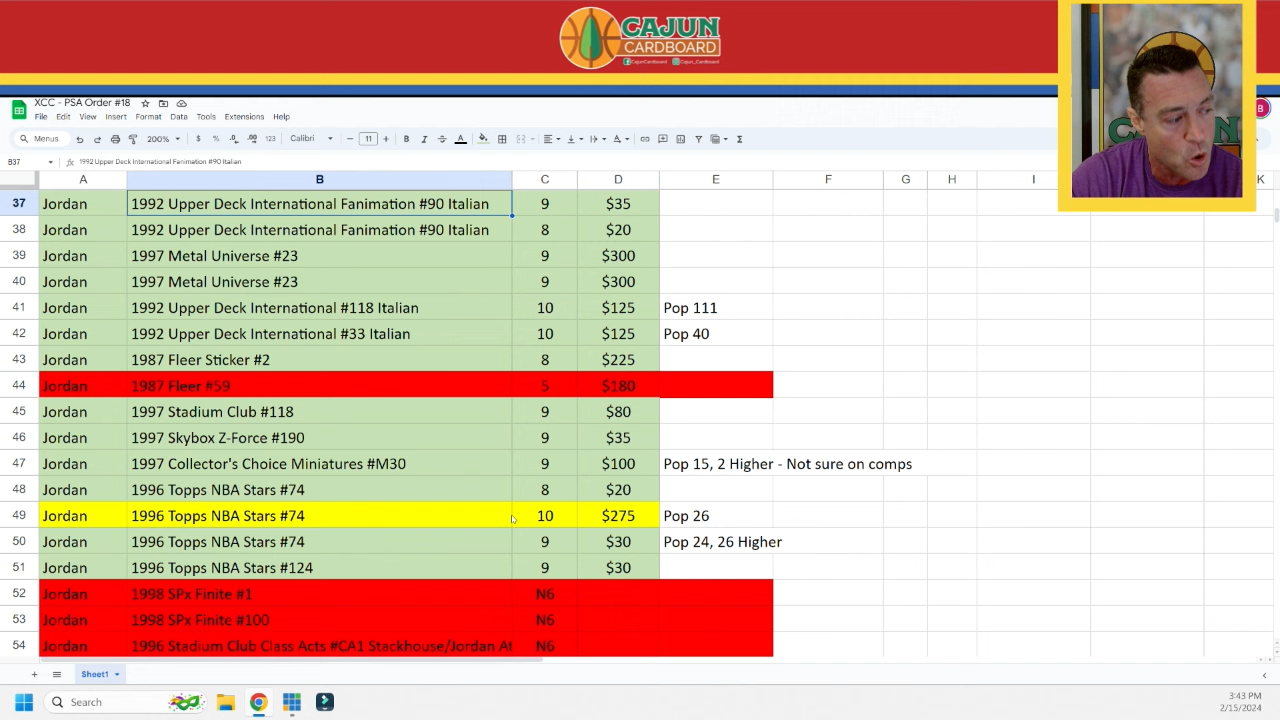 CAJUN
CARDBOARD
CajunCardboard Cajun_Cardboard
XCC - PSA Order #18
File Edit View Insert Format Data Tools Extensions Help
Menus 200% $ % .0 .00 123 Calibri - 11 + B I S A
B37 fx 1992 Upper Deck International Fanimation #90 Italian
A B C D E F G H I K
37 Jordan 1992 Upper Deck International Fanimation #90 Italian 9 $35
38 Jordan 1992 Upper Deck International Fanimation #90 Italian 8 $20
39 Jordan 1997 Metal Universe #23 9 $300
40 Jordan 1997 Metal Universe #23 9 $300
41 Jordan 1992 Upper Deck International #118 Italian 10 $125 Pop 111
42 Jordan 1992 Upper Deck International #33 Italian 10 $125 Pop 40
43 Jordan 1987 Fleer Sticker #2 8 $225
44 Jordan 1987 Fleer #59 5 $180
45 Jordan 1997 Stadium Club #118 9 $80
46 Jordan 1997 Skybox Z-Force #190 9 $35
47 Jordan 1997 Collector's Choice Miniatures #M30 9 $100 Pop 15, 2 Higher - Not sure on comps
48 Jordan 1996 Topps NBA Stars #74 8 $20
49 Jordan 1996 Topps NBA Stars #74 10 $275 Pop 26
50 Jordan 1996 Topps NBA Stars #74 9 $30 Pop 24, 26 Higher
51 Jordan 1996 Topps NBA Stars #124 9 $30
52 Jordan 1998 SPx Finite #1 N6
53 Jordan 1998 SPx Finite #100 N6
54 Jordan 1996 Stadium Club Class Acts #CA1 Stackhouse/Jordan At N6
Sheet1
Search
3:43 PM
2/15/2024